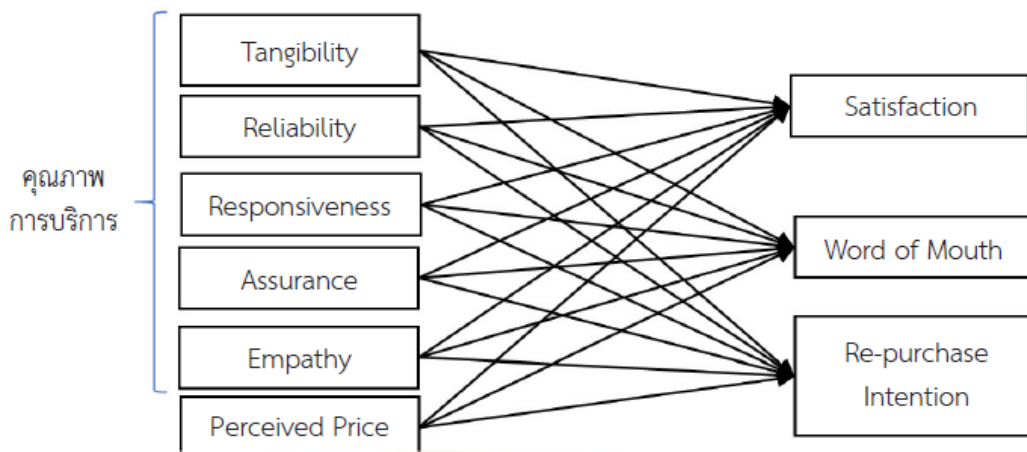 คุณภาพ
การบริการ
Tangibility
Reliability
Responsiveness
Assurance
Empathy
Perceived Price
Satisfaction
Word of Mouth
Re-purchase
Intention